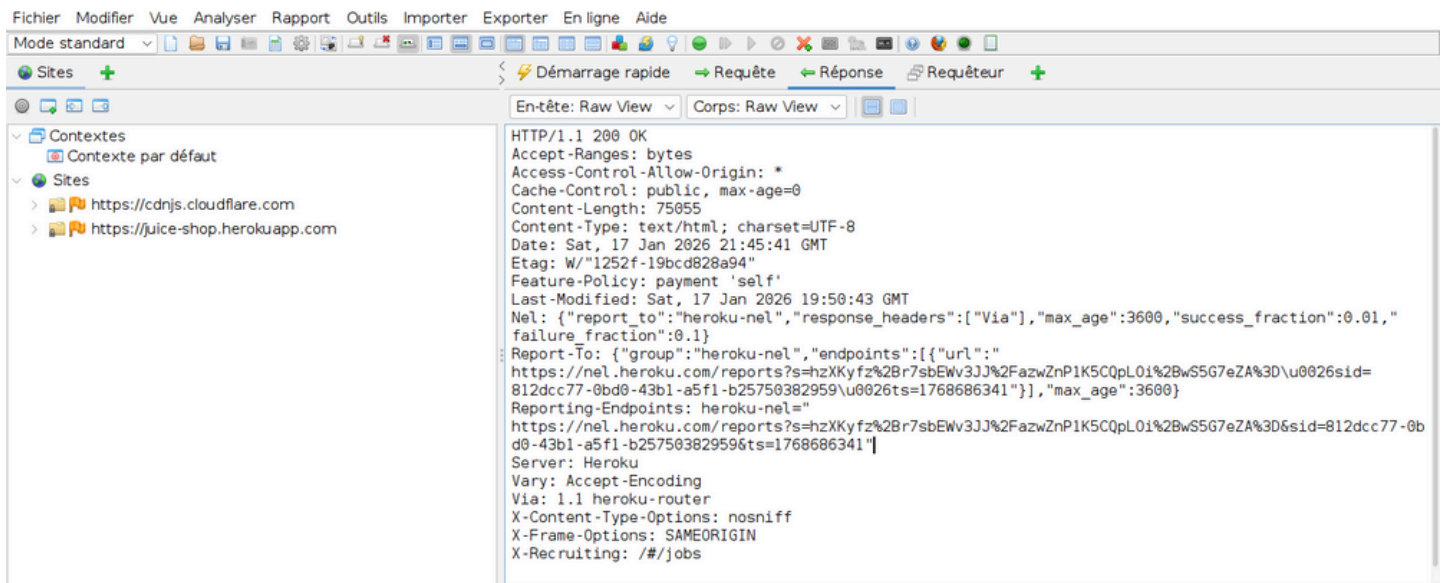 Fichier Modifier Vue Analyser Rapport Outils Importer Exporter En ligne Aide
Mode standard
Sites
Démarrage rapide Requête Réponse Requêteur
En-tête: Raw View Corps: Raw View
Contextes
Contexte par défaut
Sites
https://cdnjs.cloudflare.com
https://juice-shop.herokuapp.com
HTTP/1.1 200 OK
Accept-Ranges: bytes
Access-Control-Allow-Origin: *
Cache-Control: public, max-age=0
Content-Length: 75055
Content-Type: text/html; charset=UTF-8
Date: Sat, 17 Jan 2026 21:45:41 GMT
Etag: W/"1252f-19bcd828a94"
Feature-Policy: payment 'self'
Last-Modified: Sat, 17 Jan 2026 19:50:43 GMT
Nel: {"report_to":"heroku-nel","response_headers":["Via"],"max_age":3600,"success_fraction":0.01,"
failure_fraction":0.1}
Report-To: {"group":"heroku-nel","endpoints":[{"url":"
https://nel.heroku.com/reports?s=hzXKyfz%2Br7sbEWv3JJ%2FazwZnP1K5CQpLOi%2BwS5G7eZA%3D\u0026sid=
812dcc77-0bd0-43b1-a5f1-b25750382959\u0026ts=1768686341"}],"max_age":3600}
Reporting-Endpoints: heroku-nel="
https://nel.heroku.com/reports?s=hzXKyfz%2Br7sbEWv3JJ%2FazwZnP1K5CQpLOi%2BwS5G7eZA%3D&sid=812dcc77-0b
d0-43b1-a5f1-b25750382959&ts=1768686341"
Server: Heroku
Vary: Accept-Encoding
Via: 1.1 heroku-router
X-Content-Type-Options: nosniff
X-Frame-Options: SAMEORIGIN
X-Recruiting: /#/jobs